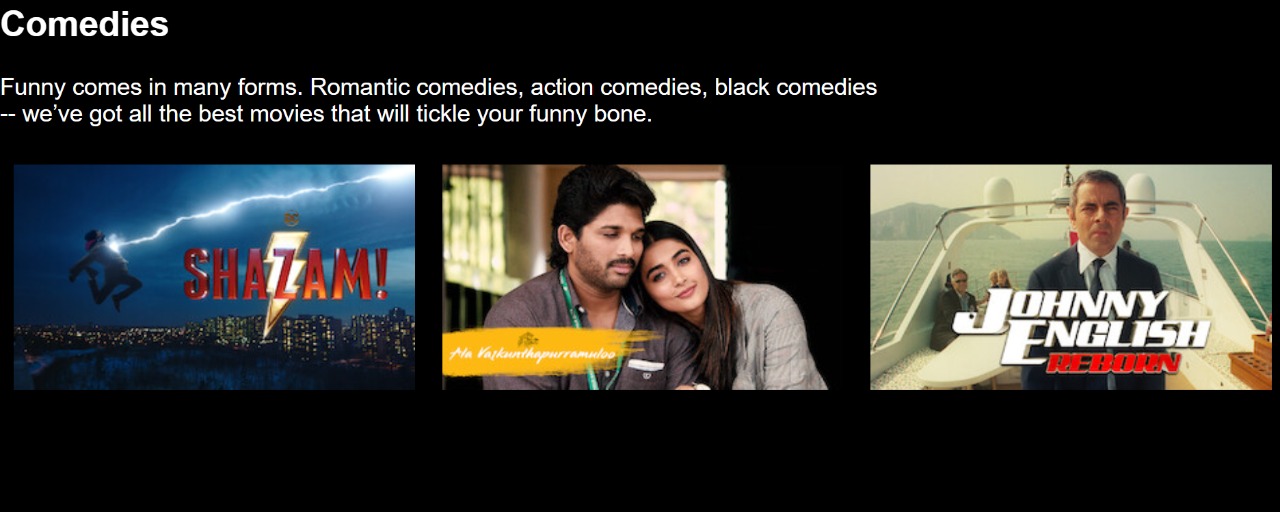 Comedies
Funny comes in many forms. Romantic comedies, action comedies, black comedies
-- we’ve got all the best movies that will tickle your funny bone.
SHAZAM!
Ala Vaikunthapurramuloo
JOHNNY
ENGLISH
REBORN